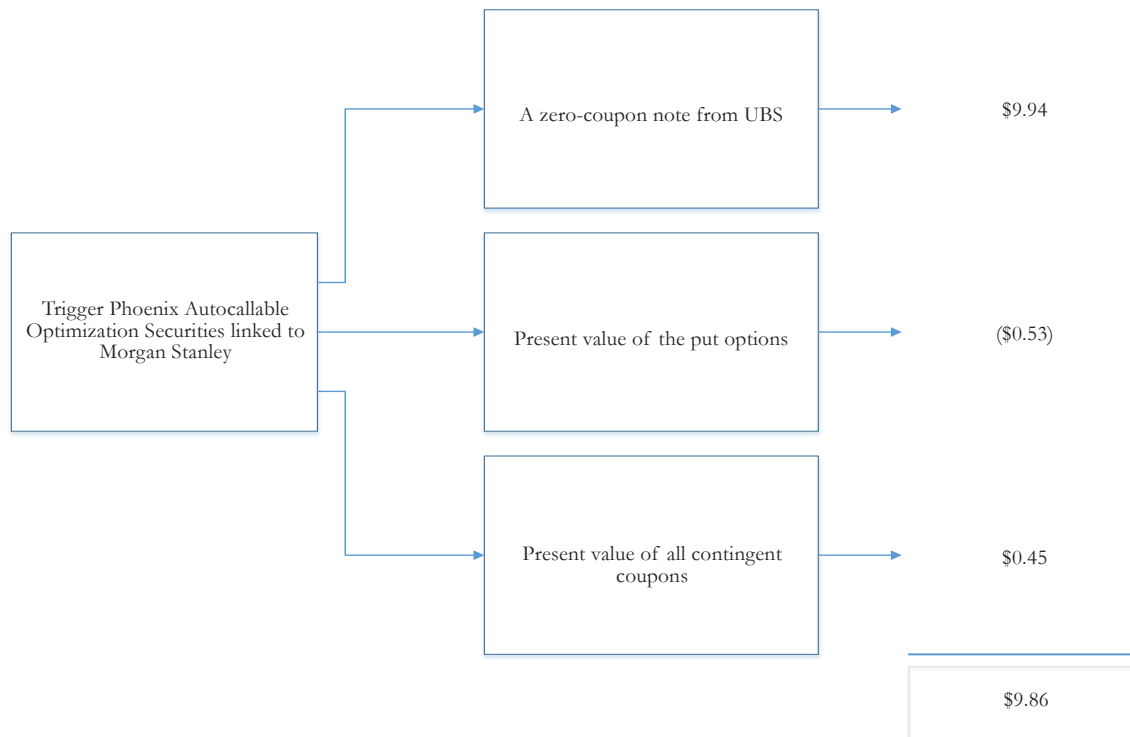 A zero-coupon note from UBS
$9.94
Trigger Phoenix Autocallable
Optimization Securities linked to
Morgan Stanley
Present value of the put options
($0.53)
Present value of all contingent
coupons
$0.45
$9.86